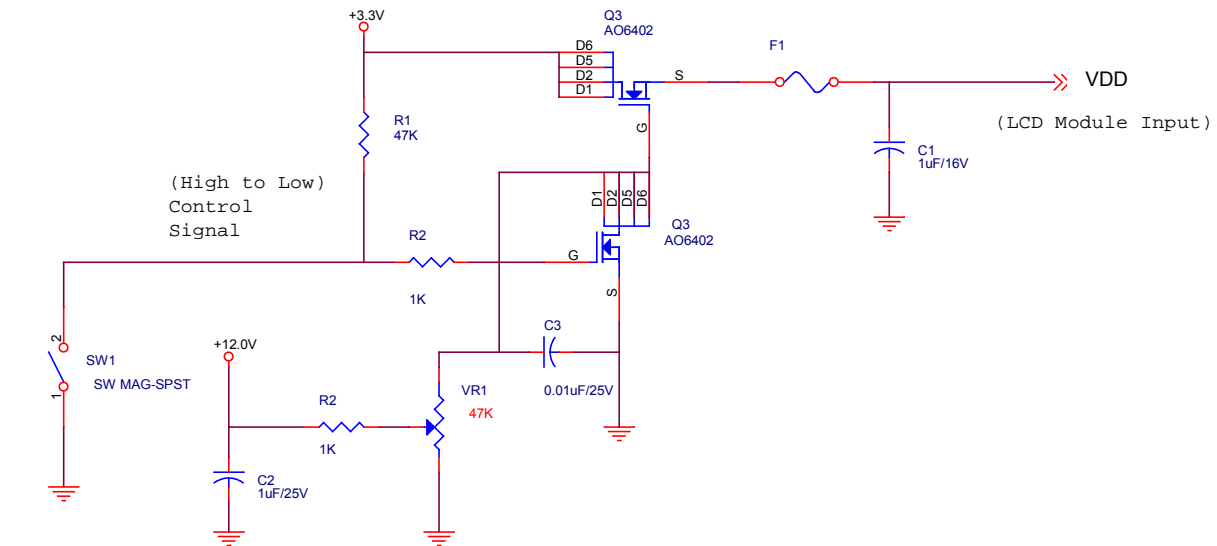 +3.3V
Q3
AO6402
D6
D5
D2
D1
S
G
F1
VDD
(LCD Module Input)
R1
47K
C1
1uF/16V
(High to Low)
Control
Signal
D1
D2
D5
D6
Q3
AO6402
R2
1K
G
S
2
1
SW1
SW MAG-SPST
+12.0V
C3
0.01uF/25V
VR1
47K
R2
1K
C2
1uF/25V